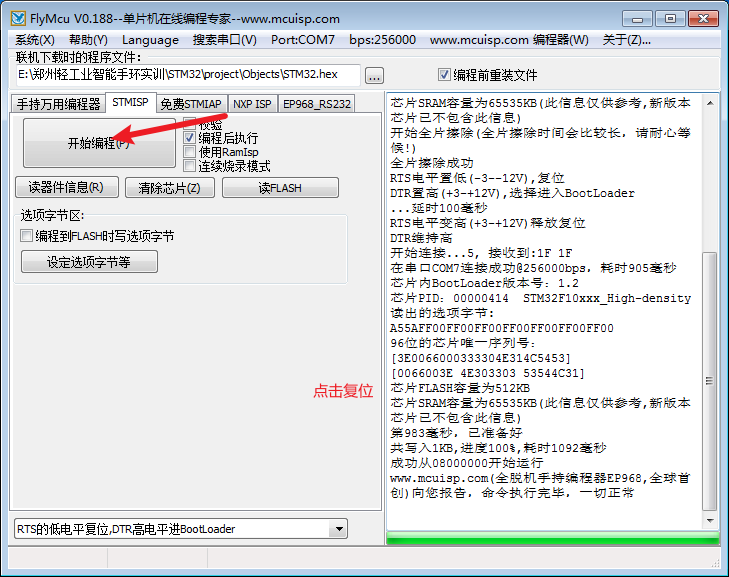 FlyMcu V0.188--单片机在线编程专家--www.mcuisp.com
系统(X) 帮助(Y) Language 搜索串口(V) Port:COM7 bps:256000 www.mcuisp.com 编程器(W) 关于(Z)...
联机下载时的程序文件:
E:\郑州轻工业智能手环实训\STM32\project\Objects\STM32.hex ... 编程前重装文件
手持万用编程器 STMISP 免费STMIAP NXP ISP EP968_RS232
开始编程(P)
校验
编程后执行
使用RamIsp
连续烧录模式
读器件信息(R) 清除芯片(Z) 读FLASH
选项字节区:
编程到FLASH时写选项字节
设定选项字节等
点击复位
RTS的低电平复位,DTR高电平进BootLoader
芯片SRAM容量为65535KB(此信息仅供参考,新版本
芯片已不包含此信息)
开始全片擦除(全片擦除时间会比较长，请耐心等
候!)
全片擦除成功
RTS电平置低(-3--12V),复位
DTR置高(+3-+12V),选择进入BootLoader
...延时100毫秒
RTS电平变高(+3-+12V)释放复位
DTR维持高
开始连接...5, 接收到:1F 1F
在串口COM7连接成功@256000bps，耗时905毫秒
芯片内BootLoader版本号：1.2
芯片PID：00000414 STM32F10xxx_High-density
读出的选项字节:
A55AFF00FF00FF00FF00FF00FF00FF00
96位的芯片唯一序列号:
[3E0066000333304E314C5453]
[0066003E 4E303303 53544C31]
芯片FLASH容量为512KB
芯片SRAM容量为65535KB(此信息仅供参考,新版本
芯片已不包含此信息)
第983毫秒，已准备好
共写入1KB,进度100%,耗时1092毫秒
成功从08000000开始运行
www.mcuisp.com(全脱机手持编程器EP968,全球首
创)向您报告，命令执行完毕，一切正常